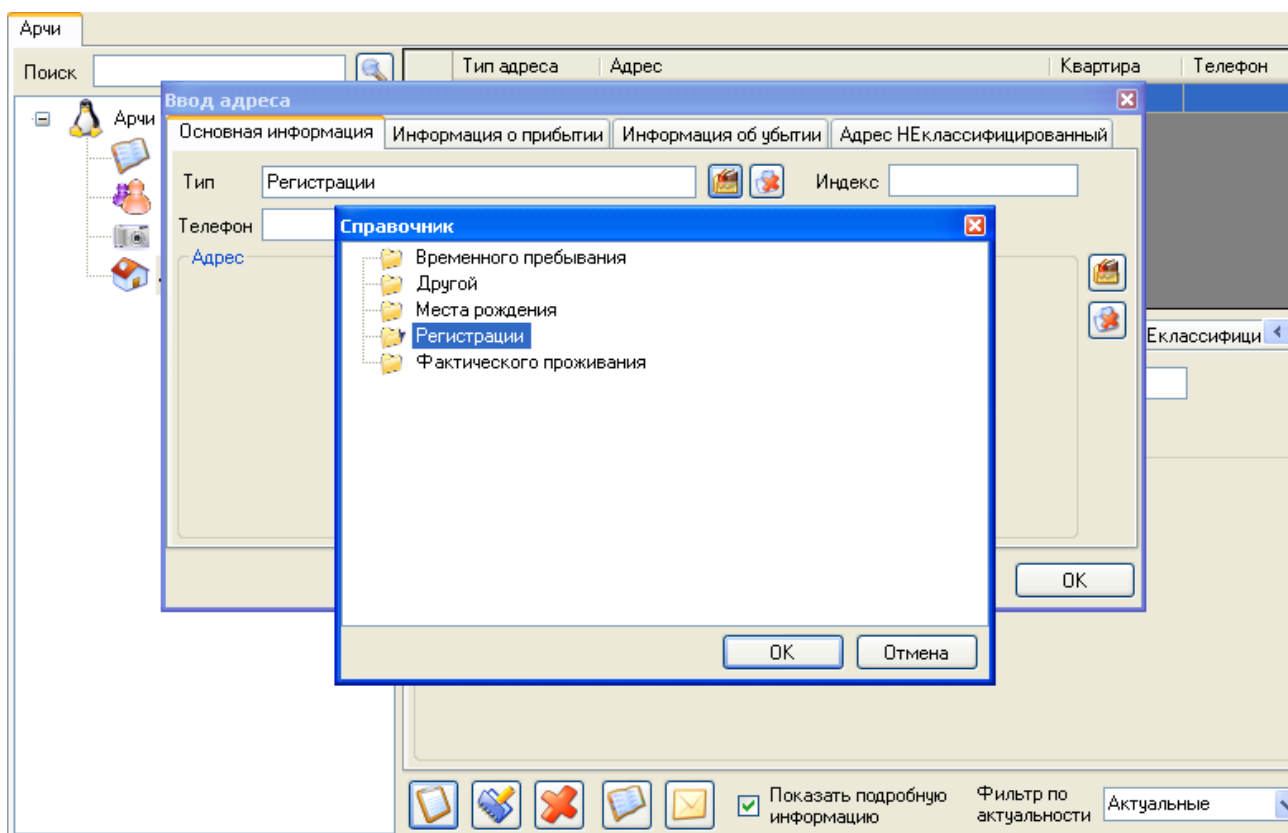 Арчи
Поиск
Тип адреса Адрес Квартира Телефон
Арчи
Ввод адреса
Основная информация Информация о прибытии Информация об убытии Адрес НЕклассифицированный
Тип Регистрации Индекс
Телефон
Адрес
Справочник
Временного пребывания
Другой
Места рождения
Регистрации
Фактического проживания
Еклассифици
OK
OK Отмена
Показать подробную
информацию
Фильтр по
актуальности
Актуальные